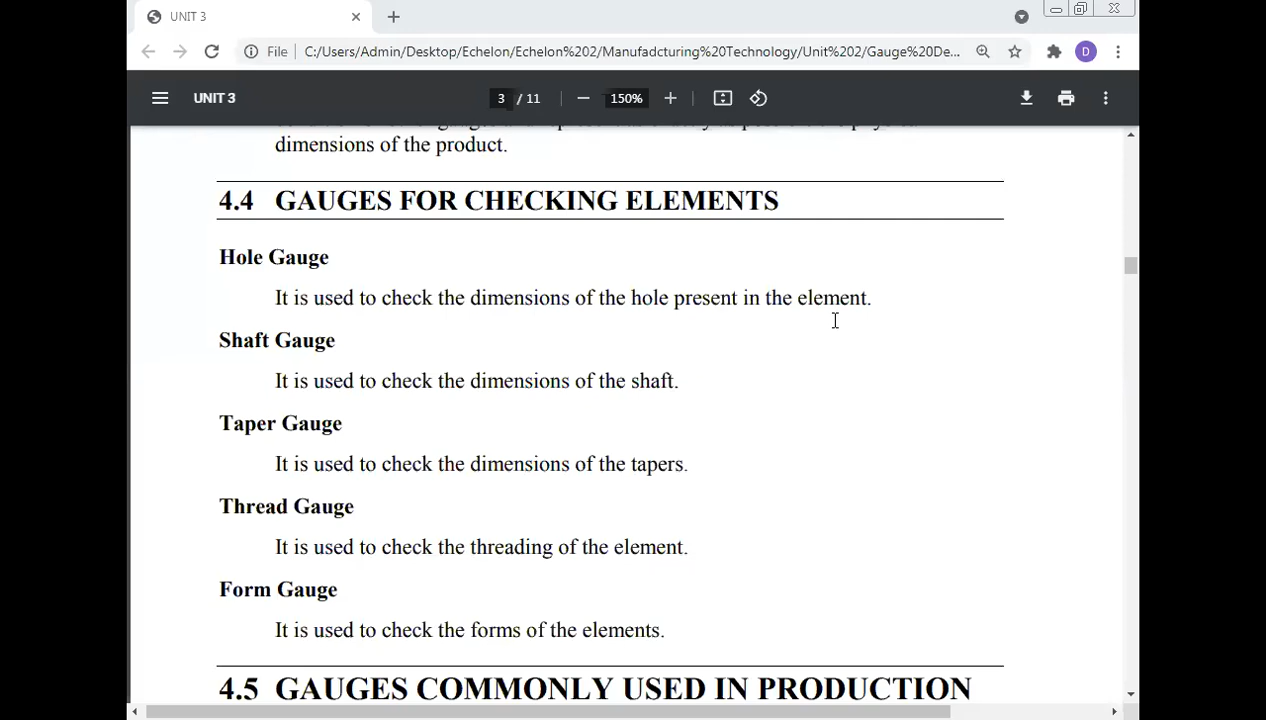 UNIT 3
File
C:/Users/Admin/Desktop/Echelon/Echelon%202/Manufadcturing%20Technology/Unit%202/Gauge%20De...
D
UNIT 3
3 / 11
150%
dimensions of the product.
4.4 GAUGES FOR CHECKING ELEMENTS
Hole Gauge
It is used to check the dimensions of the hole present in the element.
Shaft Gauge
It is used to check the dimensions of the shaft.
Taper Gauge
It is used to check the dimensions of the tapers.
Thread Gauge
It is used to check the threading of the element.
Form Gauge
It is used to check the forms of the elements.
4.5 GAUGES COMMONLY USED IN PRODUCTION